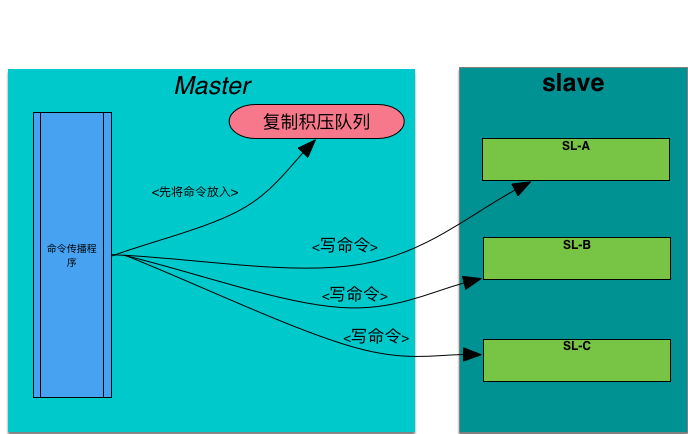 Master
slave
复制积压队列
SL-A
<先将命令放入>
<写命令>
SL-B
命令传播程
序
<写命令>
<写命令>
SL-C